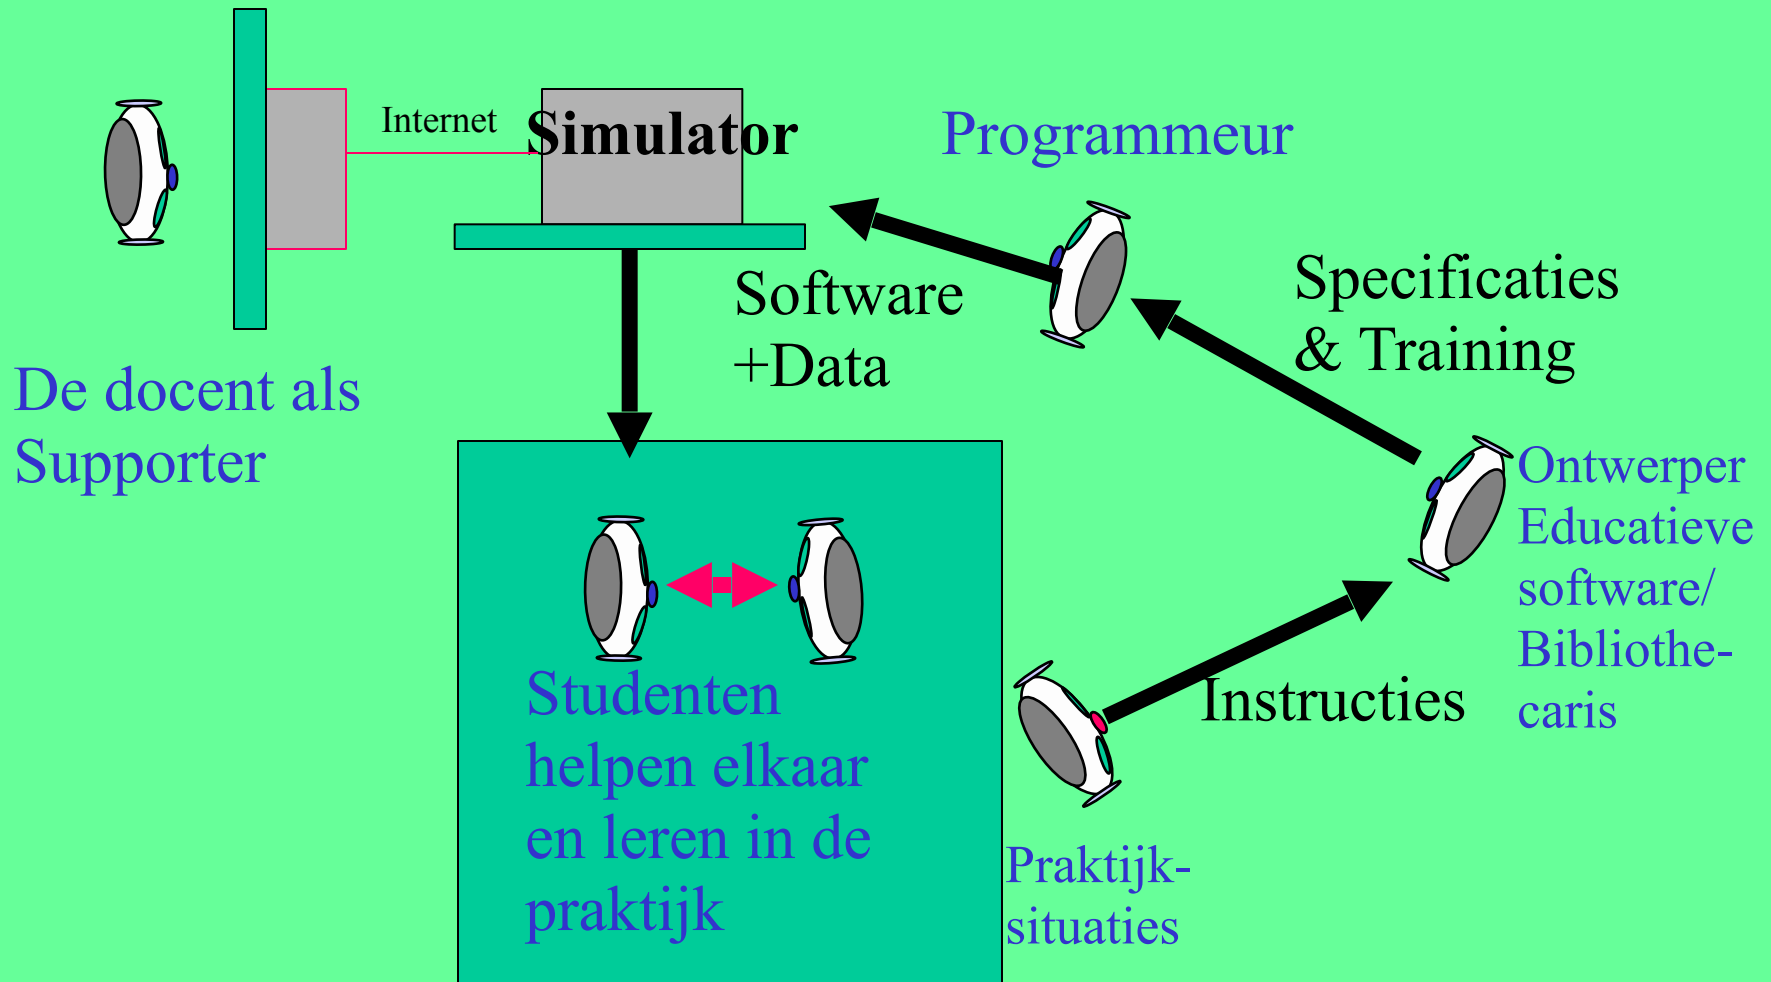 Internet
Simulator
Programmeur
Software
+Data
Specificaties
& Training
De docent als
Supporter
Ontwerper
Educatieve
software/
Bibliothe-
caris
Studenten
helpen elkaar
en leren in de
praktijk
Instructies
Praktijk-
situaties